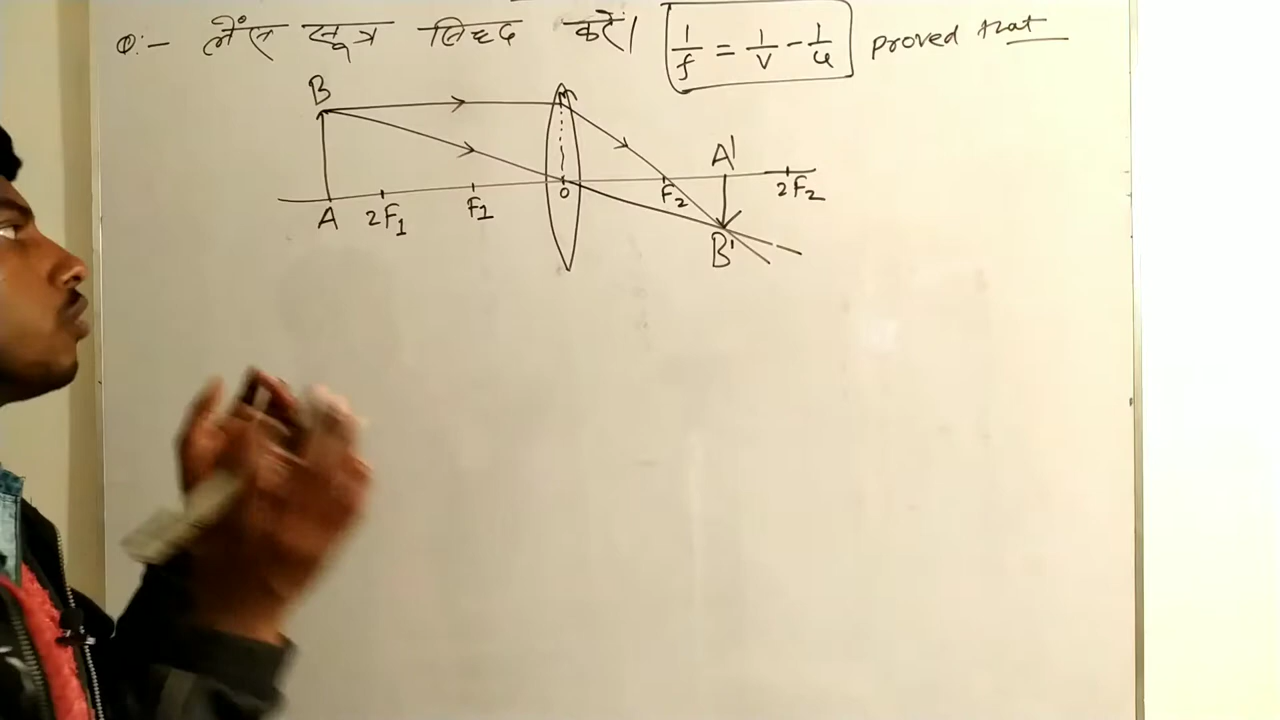 Q:- लेंस सूत्र सिद्ध करें। 1/f = 1/v - 1/u proved that
B
M
A'
A 2F₁ F₁ O F₂ 2F₂
B'